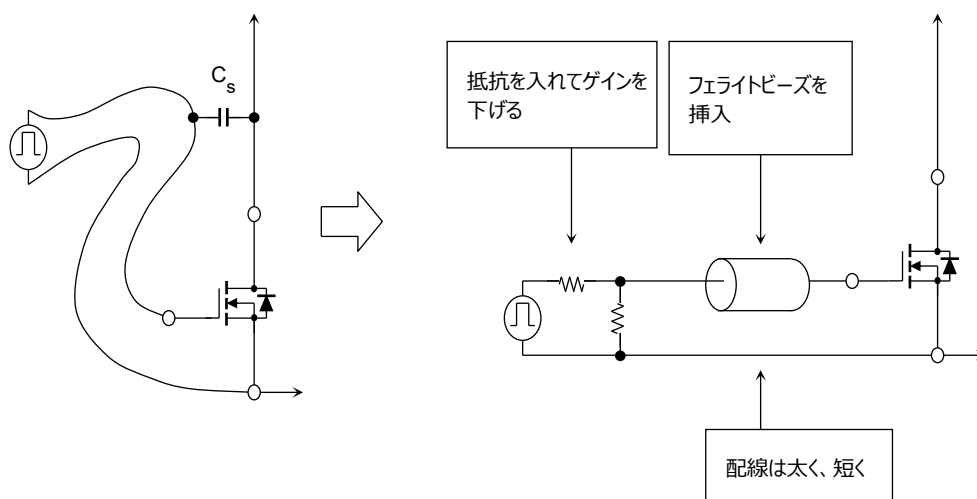 C_s
抵抗を入れてゲインを
下げる
フェライトビーズを
挿入
配線は太く、短く